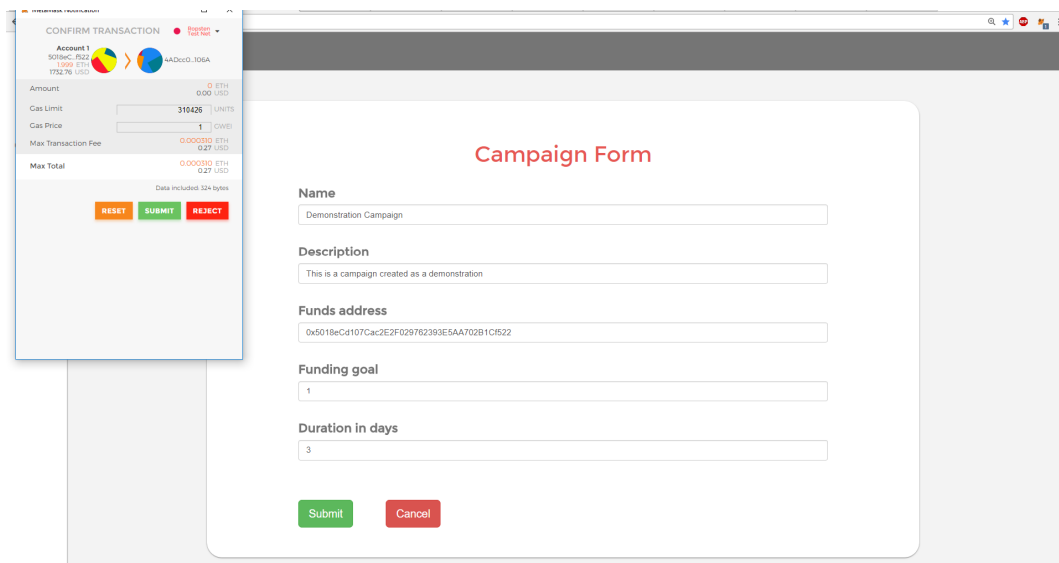 MetaMask Notification
CONFIRM TRANSACTION
Ropsten
Test Net
Account 1
5018eC...f522
1.999 ETH
1732.76 USD
4ADcc0...106A
Amount
0 ETH
0.00 USD
Gas Limit
310426 UNITS
Gas Price
1 GWEI
Max Transaction Fee
0.000310 ETH
0.27 USD
Max Total
0.000310 ETH
0.27 USD
Data included: 324 bytes
RESET SUBMIT REJECT
ABP
1
Campaign Form
Name
Demonstration Campaign
Description
This is a campaign created as a demonstration
Funds address
0x5018eCd107Cac2E2F029762393E5AA702B1Cf522
Funding goal
1
Duration in days
3
Submit Cancel